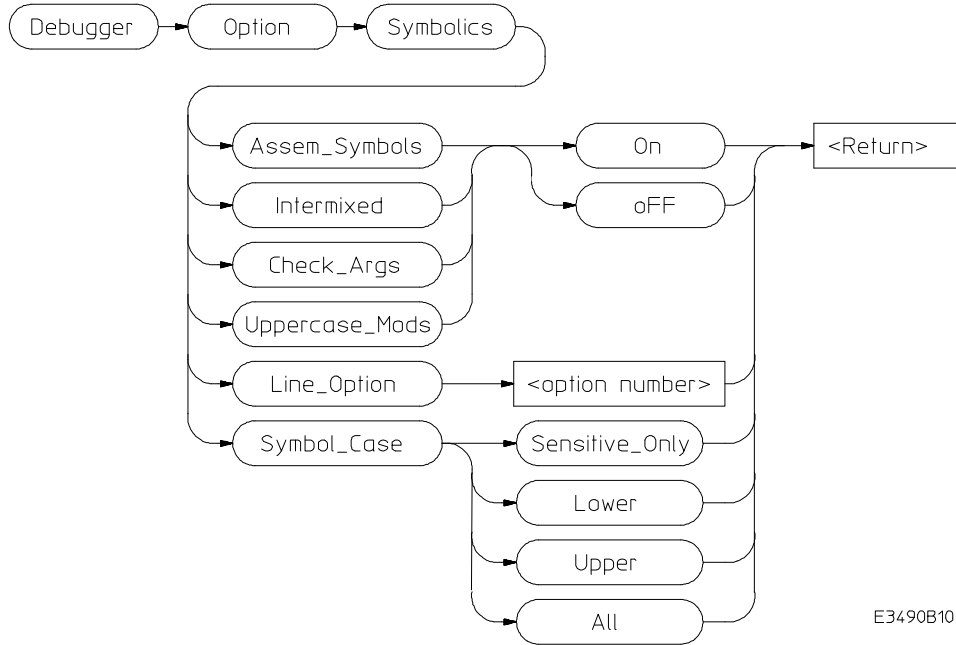 Debugger Option Symbolics
Assem_Symbols On <Return>
Intermixed oFF
Check_Args
Uppercase_Mods
Line_Option <option number>
Symbol_Case Sensitive_Only
Lower
Upper
All
E3490B10